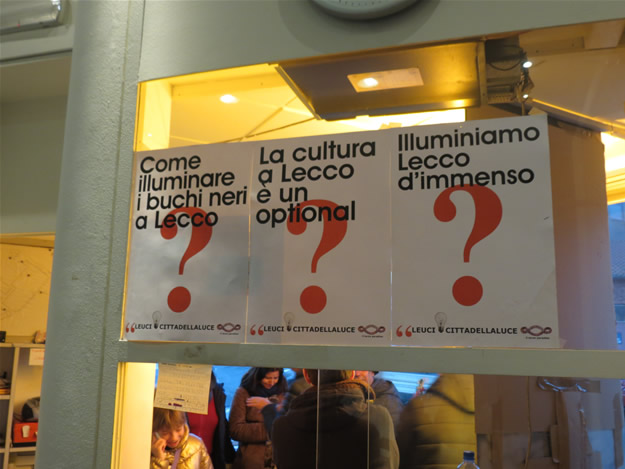 Come
illuminare
i buchi neri
a Lecco
?
LEUCI CITTADELLALUCE
La cultura
a Lecco
è un
optional
?
LEUCI CITTADELLALUCE
Illuminiamo
Lecco
d'immenso
?
LEUCI CITTADELLALUCE